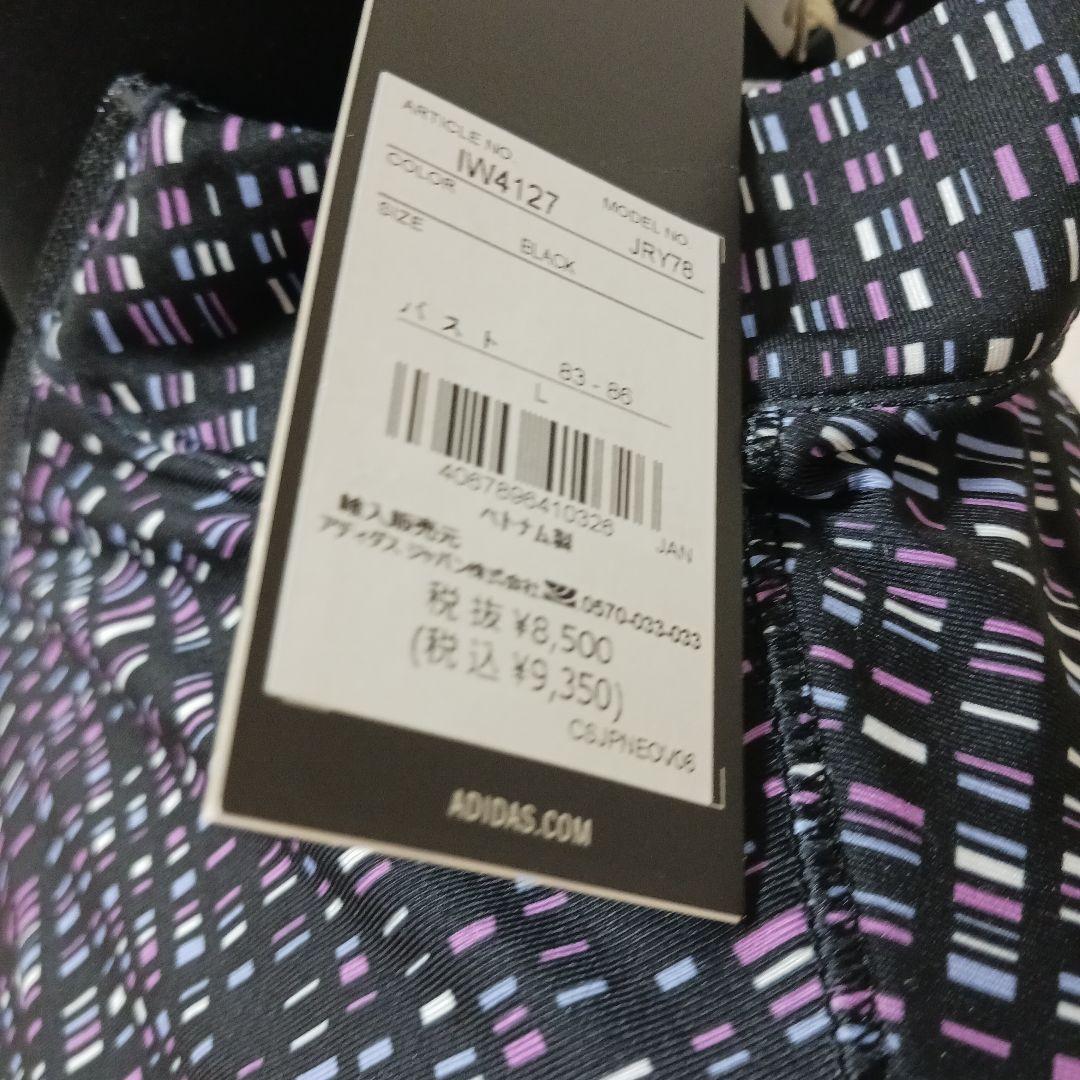 ARTICLE NO. IW4127 MODEL NO. JRY78
COLOR BLACK
SIZE
バスト 83 - 86
L
4067896410326 JAN
ベトナム製
輸入販売元
アディダス ジャパン株式会社 0570-033-033
税 抜 ¥8,500
(税 込 ¥9,350)
C6JPNEOV06
ADIDAS.COM